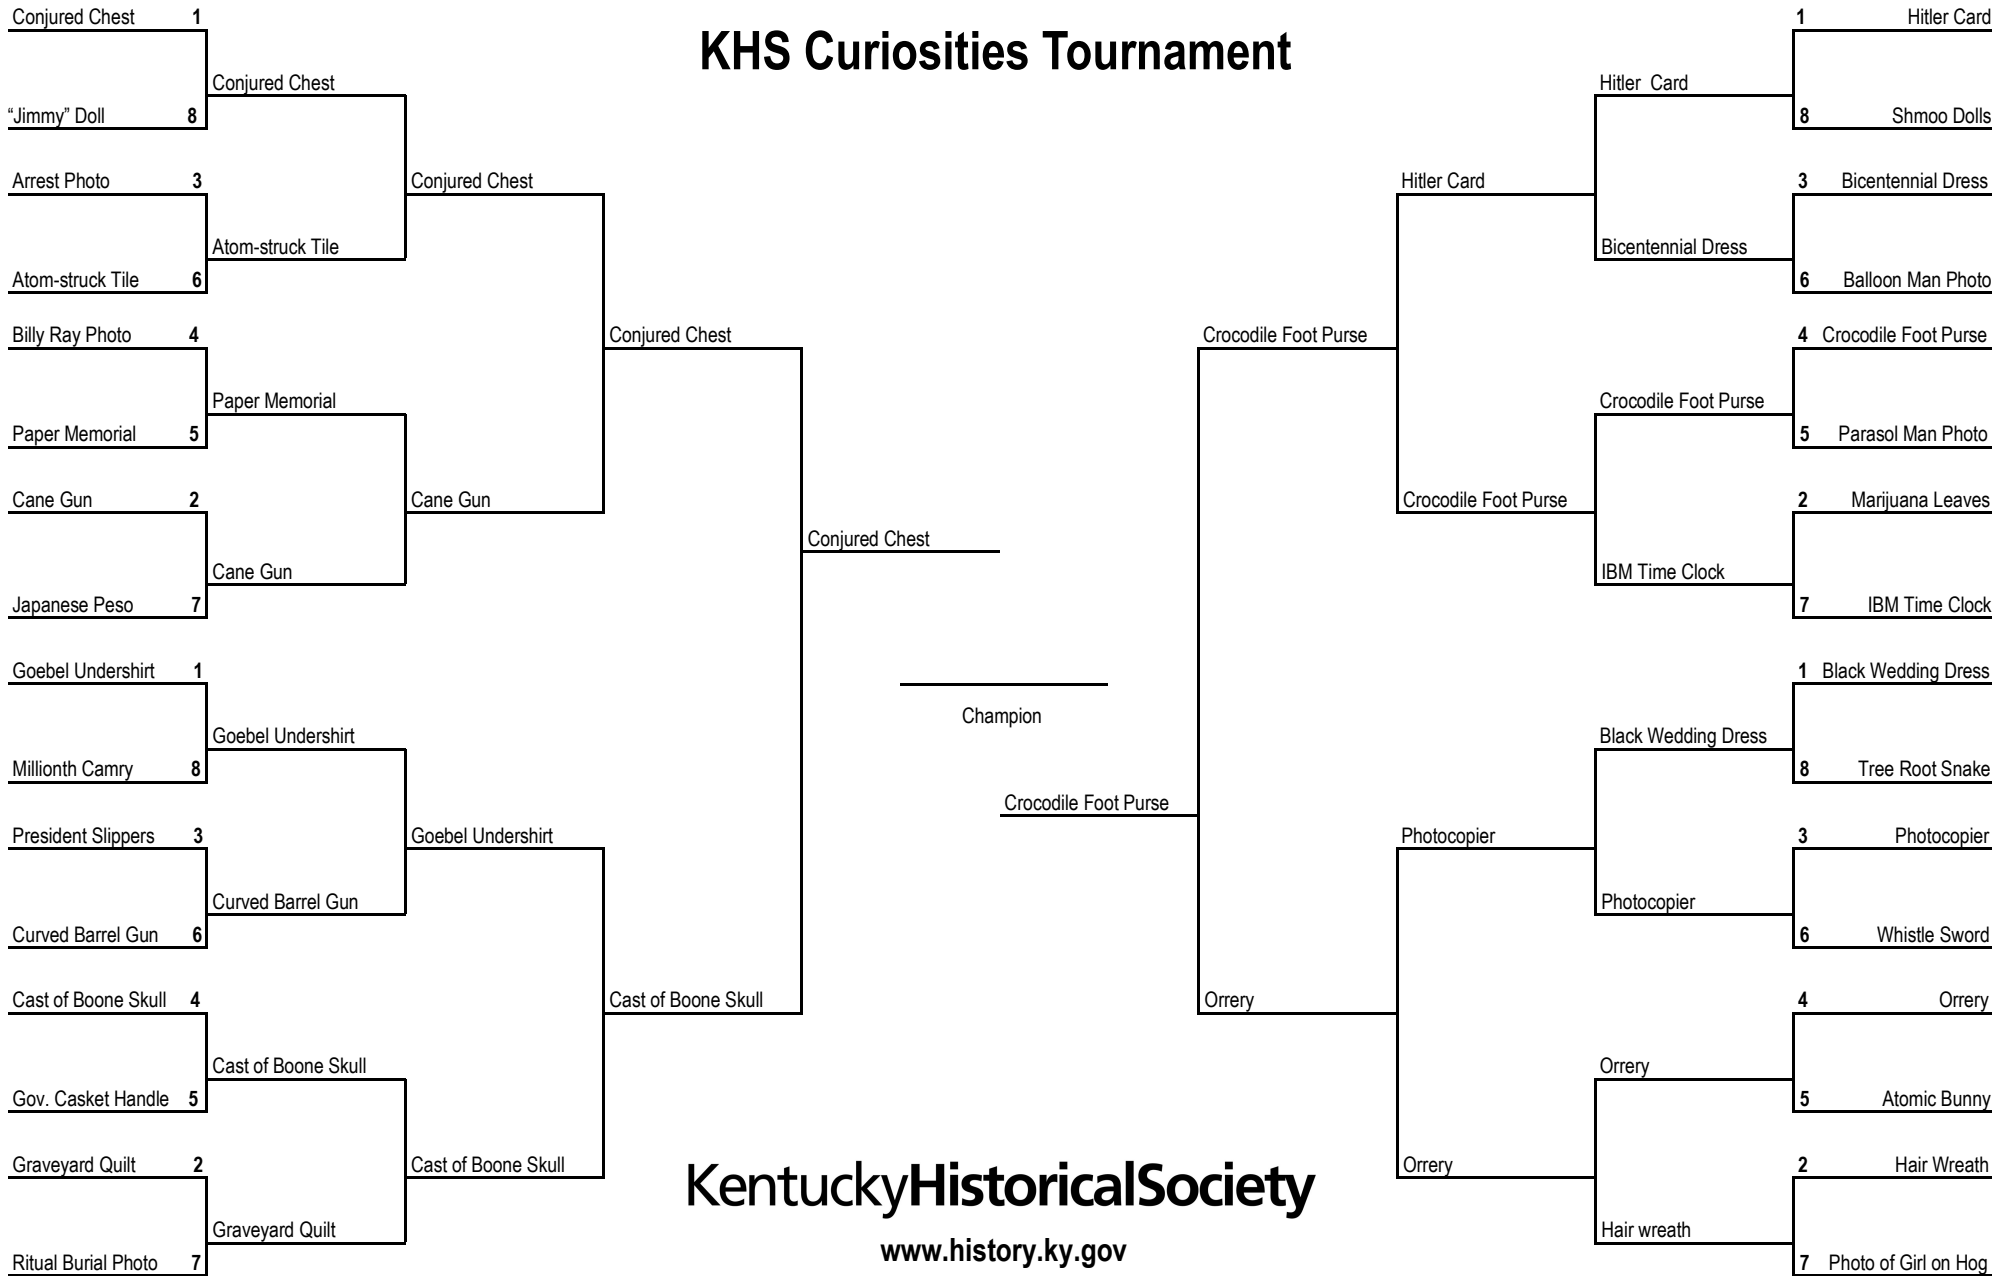 KHS Curiosities Tournament
Conjured Chest 1
"Jimmy" Doll 8
Arrest Photo 3
Atom-struck Tile 6
Billy Ray Photo 4
Paper Memorial 5
Cane Gun 2
Japanese Peso 7
Goebel Undershirt 1
Millionth Camry 8
President Slippers 3
Curved Barrel Gun 6
Cast of Boone Skull 4
Gov. Casket Handle 5
Graveyard Quilt 2
Ritual Burial Photo 7
Conjured Chest
Atom-struck Tile
Paper Memorial
Cane Gun
Goebel Undershirt
Curved Barrel Gun
Cast of Boone Skull
Graveyard Quilt
Conjured Chest
Cane Gun
Goebel Undershirt
Cast of Boone Skull
Conjured Chest
Cast of Boone Skull
Conjured Chest
Champion
Crocodile Foot Purse
Crocodile Foot Purse
Orrery
Hitler Card
Crocodile Foot Purse
Photocopier
Orrery
Hitler Card
Bicentennial Dress
Crocodile Foot Purse
IBM Time Clock
Black Wedding Dress
Photocopier
Orrery
Hair wreath
1 Hitler Card
8 Shmoo Dolls
3 Bicentennial Dress
6 Balloon Man Photo
4 Crocodile Foot Purse
5 Parasol Man Photo
2 Marijuana Leaves
7 IBM Time Clock
1 Black Wedding Dress
8 Tree Root Snake
3 Photocopier
6 Whistle Sword
4 Orrery
5 Atomic Bunny
2 Hair Wreath
7 Photo of Girl on Hog
KentuckyHistoricalSociety
www.history.ky.gov